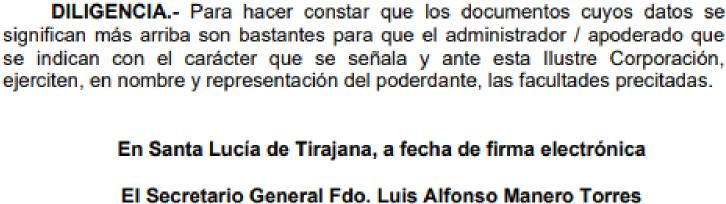 DILIGENCIA.- Para hacer constar que los documentos cuyos datos se
significan más arriba son bastantes para que el administrador / apoderado que
se indican con el carácter que se señala y ante esta Ilustre Corporación,
ejerciten, en nombre y representación del poderdante, las facultades precitadas.
En Santa Lucía de Tirajana, a fecha de firma electrónica
El Secretario General Fdo. Luis Alfonso Manero Torres